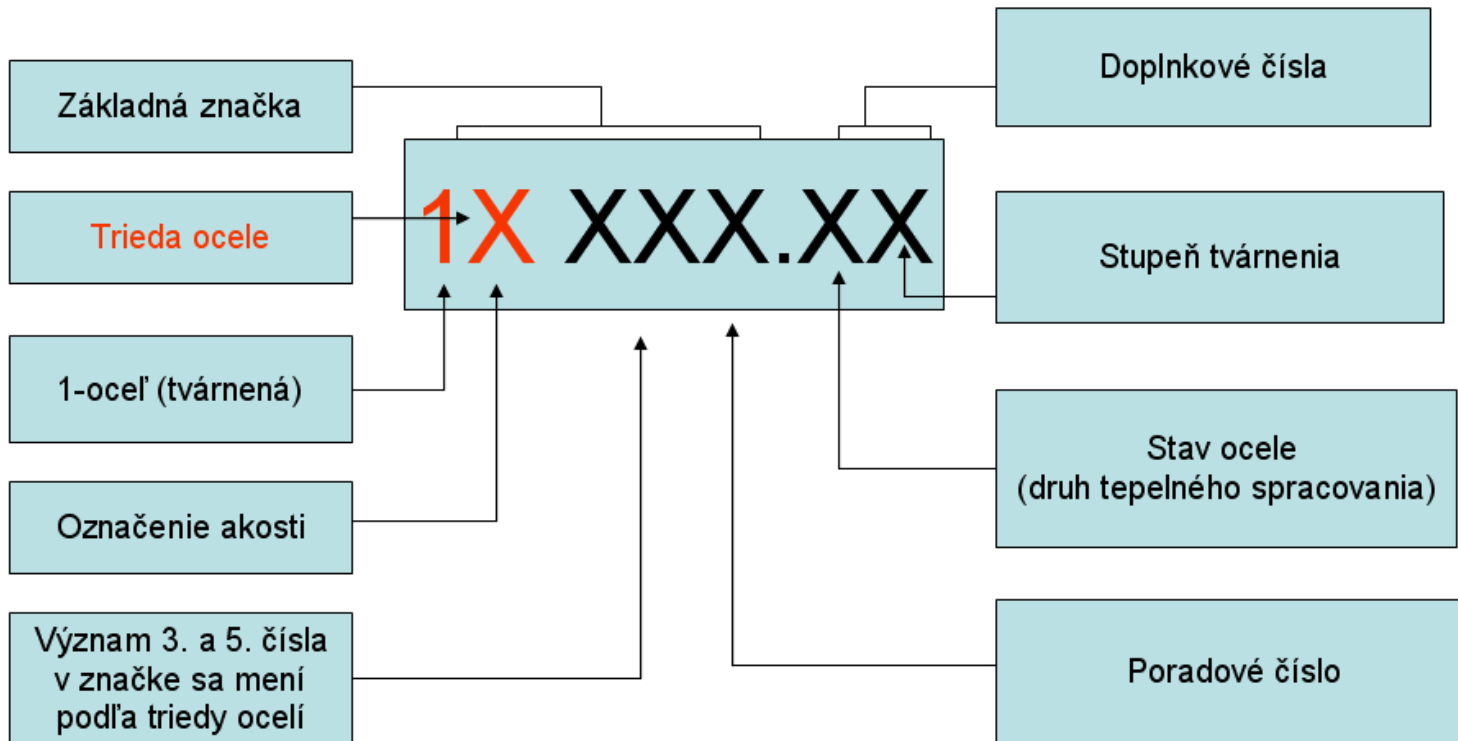 Základná značka
Doplnkové čísla
1X XXX.XX
Trieda ocele
Stupeň tvárnenia
1-oceľ (tvárnená)
Stav ocele
(druh tepelného spracovania)
Označenie akosti
Význam 3. a 5. čísla
v značke sa mení
podľa triedy ocelí
Poradové číslo